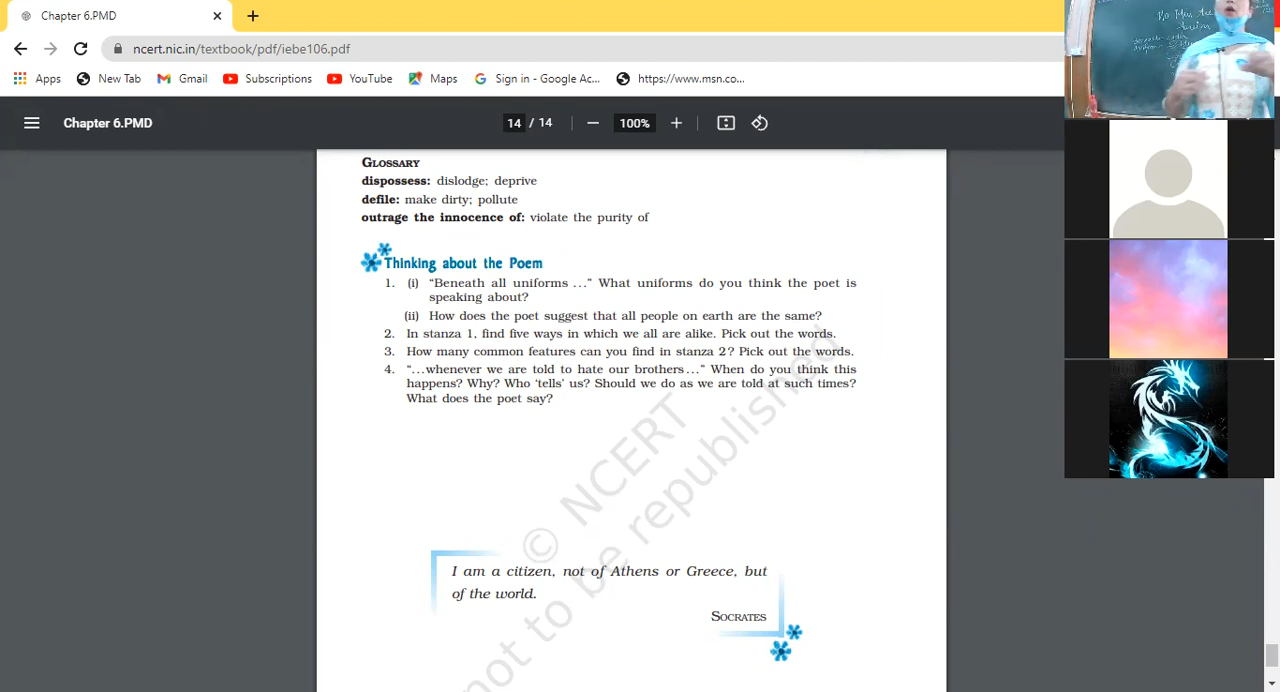 Chapter 6.PMD
ncert.nic.in/textbook/pdf/iebe106.pdf
Apps New Tab Gmail Subscriptions YouTube Maps Sign in - Google Ac... https://www.msn.co...
Chapter 6.PMD 14 / 14 100%
GLOSSARY
dispossess: dislodge; deprive
defile: make dirty; pollute
outrage the innocence of: violate the purity of
Thinking about the Poem
1. (i) “Beneath all uniforms ...” What uniforms do you think the poet is
speaking about?
(ii) How does the poet suggest that all people on earth are the same?
2. In stanza 1, find five ways in which we all are alike. Pick out the words.
3. How many common features can you find in stanza 2? Pick out the words.
4. “...whenever we are told to hate our brothers ...” When do you think this
happens? Why? Who ‘tells’ us? Should we do as we are told at such times?
What does the poet say?
© NCERT
not to be republished
I am a citizen, not of Athens or Greece, but
of the world.
SOCRATES
No Men Are